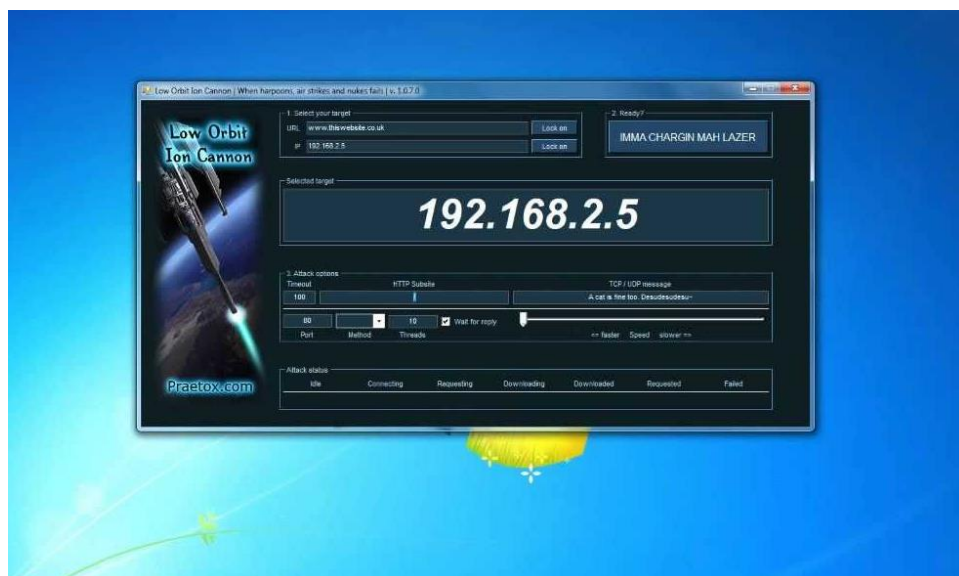 Low Orbit Ion Cannon | When harpoons, air strikes and nukes fails | v. 1.0.7.0
Low Orbit
Ion Cannon
1. Select your target
URL www.thiswebsite.co.uk Lock on
IP 192.168.2.5 Lock on
2. Ready?
IMMA CHARGIN MAH LAZER
Selected target
192.168.2.5
3. Attack options
Timeout HTTP Subsite TCP / UDP message
100 / A cat is fine too. Desudesudesu~
80 10 Wait for reply
Port Method Threads <= faster Speed slower =>
Attack status
Idle Connecting Requesting Downloading Downloaded Requested Failed
Praetox.com